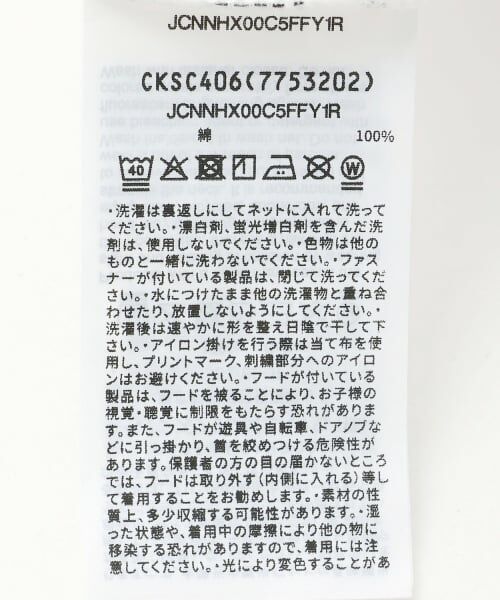 JCNNHX00C5FFY1R
CKSC406(7753202)
JCNNHX00C5FFY1R
綿 100%
40 W
・洗濯は裏返しにしてネットに入れて洗って
ください。・漂白剤、蛍光増白剤を含んだ洗
剤は、使用しないでください。・色物は他の
ものと一緒に洗わないでください。・ファス
ナーが付いている製品は、閉じて洗ってくだ
さい。・水につけたまま他の洗濯物と重ね合
わせたり、放置しないようにしてください。・
洗濯後は速やかに形を整え日陰で干して下
さい。・アイロン掛けを行う際は当て布を使
用し、プリントマーク、刺繍部分へのアイロ
ンはお避けください。・フードが付いている
製品は、フードを被ることにより、お子様の
視覚・聴覚に制限をもたらす恐れがありま
す。また、フードが遊具や自転車、ドアノブな
どに引っ掛かり、首を絞めつける危険性が
あります。保護者の方の目の届かないところ
では、フードは取り外す(内側に入れる)等し
て着用することをお勧めします。・素材の性
質上、多少収縮する可能性があります。・湿
った状態や、着用中の摩擦により他の物に
移染する恐れがありますので、着用には注
意してください。・光により変色することがあ